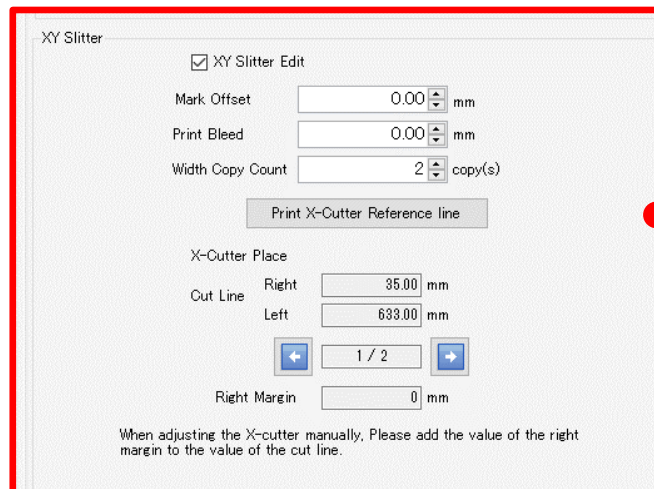 XY Slitter
XY Slitter Edit
Mark Offset 0.00 mm
Print Bleed 0.00 mm
Width Copy Count 2 copy(s)
Print X-Cutter Reference line
X-Cutter Place
Cut Line Right 35.00 mm
Left 633.00 mm
1 / 2
Right Margin 0 mm
When adjusting the X-cutter manually, Please add the value of the right
margin to the value of the cut line.